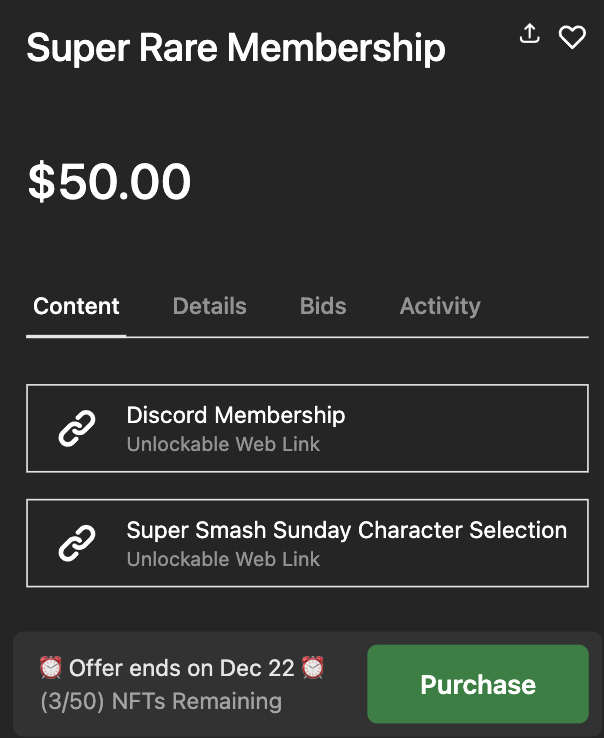 Super Rare Membership
$50.00
Content Details Bids Activity
Discord Membership
Unlockable Web Link
Super Smash Sunday Character Selection
Unlockable Web Link
⏰ Offer ends on Dec 22 ⏰
(3/50) NFTs Remaining
Purchase